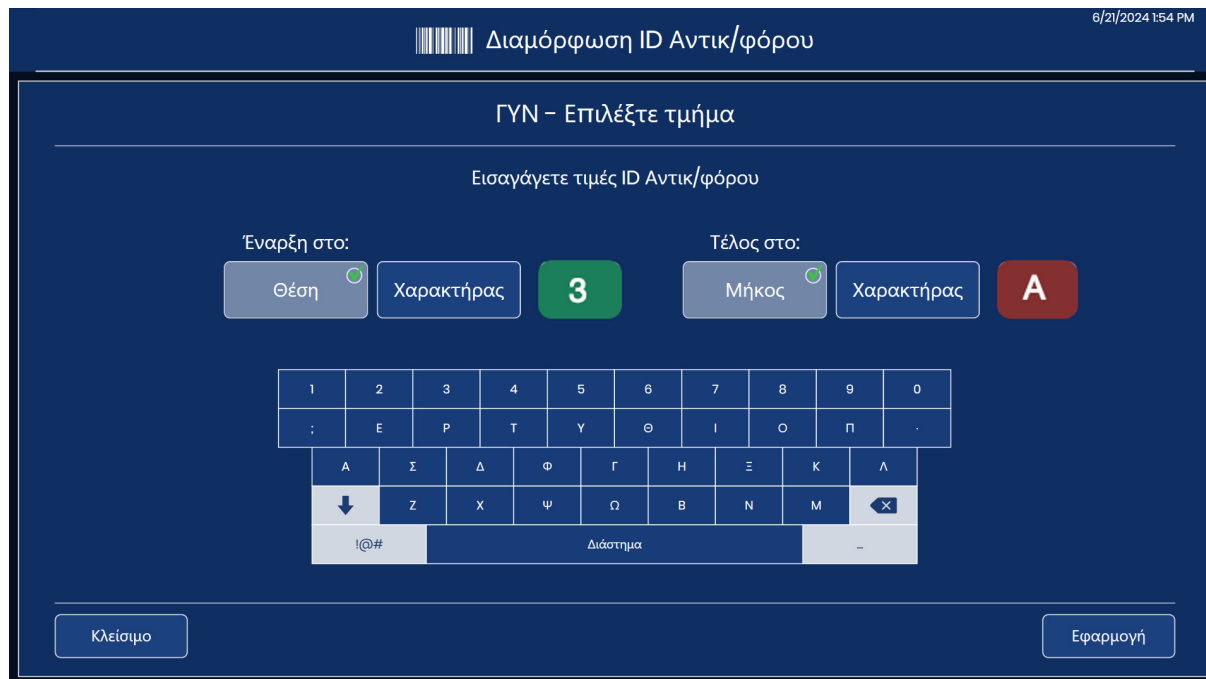 6/21/2024 1:54 PM
Διαμόρφωση ID Αντικ/φόρου
ΓΥΝ - Επιλέξτε τμήμα
Εισαγάγετε τιμές ID Αντικ/φόρου
Έναρξη στο: Τέλος στο:
Θέση Χαρακτήρας 3 Μήκος Χαρακτήρας A
1 2 3 4 5 6 7 8 9 0
; Ε Ρ Τ Υ Θ Ι Ο Π .
Α Σ Δ Φ Γ Η Ξ Κ Λ
Ζ Χ Ψ Ω Β Ν Μ
!@# Διάστημα _
Κλείσιμο Εφαρμογή